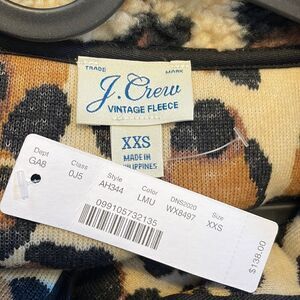 TRADE MARK
J.Crew
VINTAGE FLEECE
XXS
MADE IN
PHILIPPINES
Dept Class Style Color DNS2020 Size
GA8 0J5 AH344 LMU WX8497 XXS
099105732135
$138.00